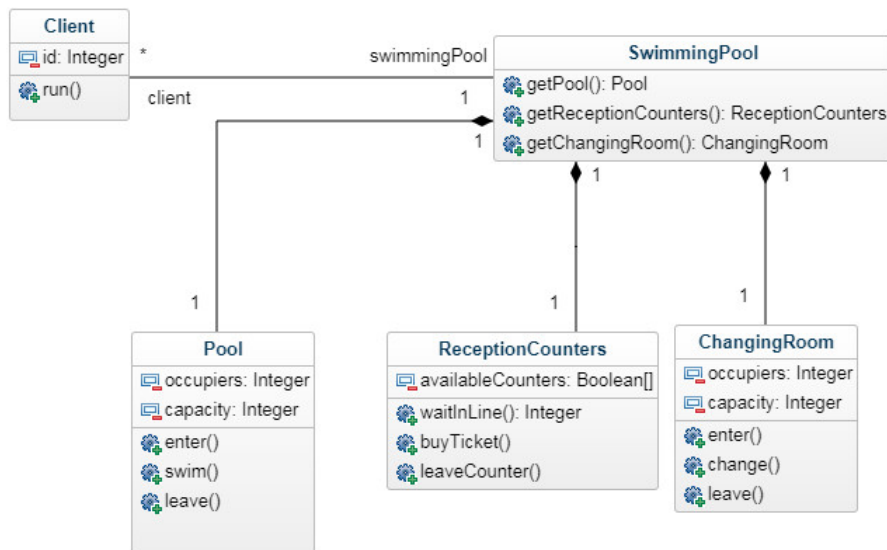 Client
id: Integer
run()
*
client
swimmingPool
1
1
SwimmingPool
getPool(): Pool
getReceptionCounters(): ReceptionCounters
getChangingRoom(): ChangingRoom
1
1
1
1
1
Pool
occupiers: Integer
capacity: Integer
enter()
swim()
leave()
ReceptionCounters
availableCounters: Boolean[]
waitInLine(): Integer
buyTicket()
leaveCounter()
ChangingRoom
occupiers: Integer
capacity: Integer
enter()
change()
leave()